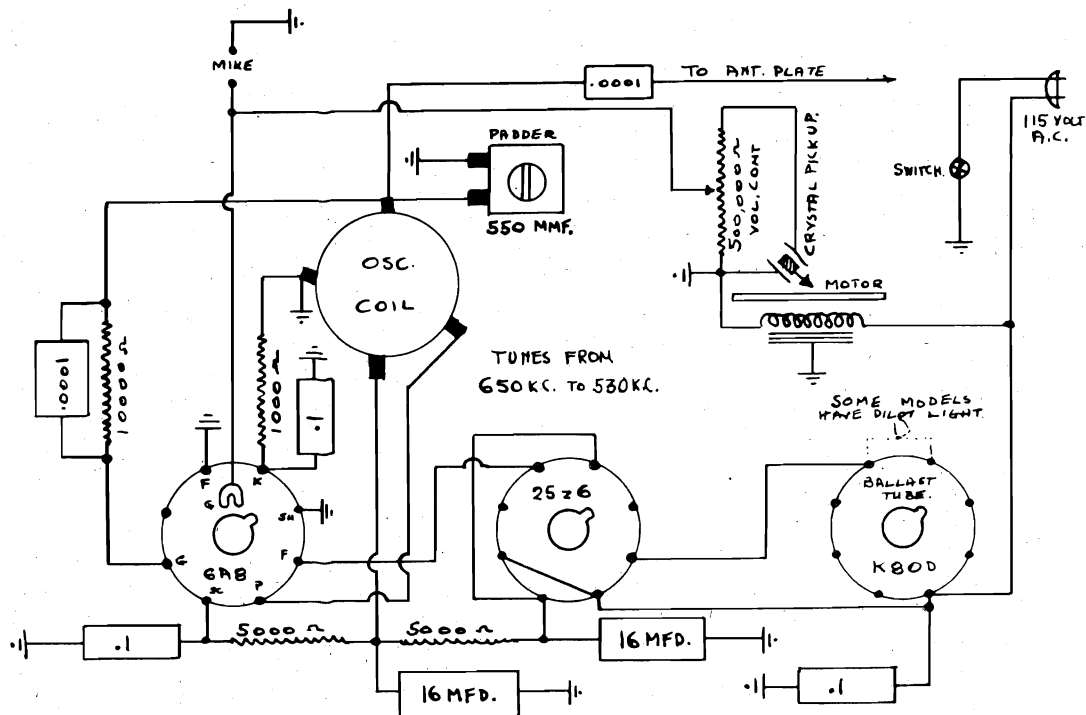 MIKE
.0001
TO ANT. PLATE
115 VOLT
A.C.
PADDER
550 MMF.
500,000 Ω
VOL. CONT
CRYSTAL PICKUP.
SWITCH.
OSC.
COIL
MOTOR
.0001
10000 Ω
1000 Ω
.1
TUNES FROM
650 KC. TO 530 KC.
SOME MODELS
HAVE PILOT LIGHT.
F
K
G
SH
G
F
6A8
SC
P
25Z6
BALLAST
TUBE.
K80D
.1
5000 Ω
5000 Ω
16 MFD.
16 MFD.
.1